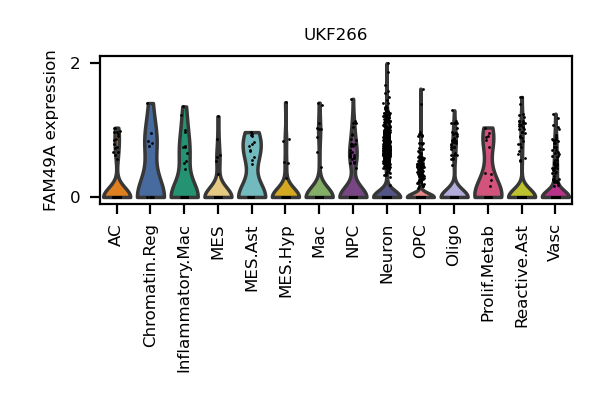 UKF266
FAM49A expression
2
0
AC
Chromatin.Reg
Inflammatory.Mac
MES
MES.Ast
MES.Hyp
Mac
NPC
Neuron
OPC
Oligo
Prolif.Metab
Reactive.Ast
Vasc